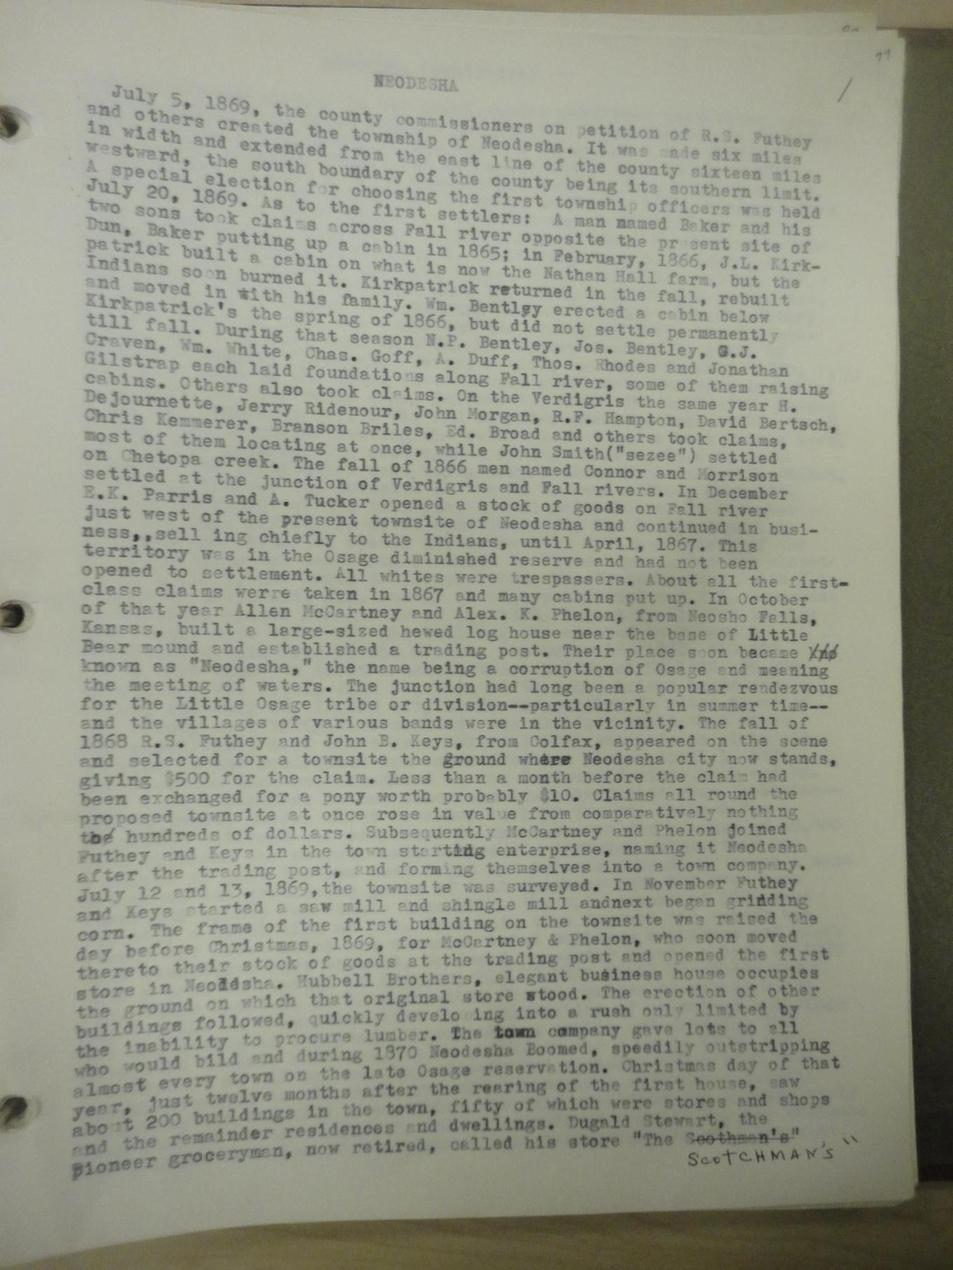 77
1
NEODESHA
July 5, 1869, the county commissioners on petition of R.S. Futhey
and others created the township of Neodesha. It was made six miles
in width and extended from the east line of the county sixteen miles
westward, the south boundary of the county being its southern limit.
A special election for choosing the first township officers was held
July 20, 1869. As to the first settlers: A man named Baker and his
two sons took claims across Fall river opposite the present site of
Dun, Baker putting up a cabin in 1865; in February, 1866, J.L. Kirk-
patrick built a cabin on what is now the Nathan Hall farm, but the
Indians soon burned it. Kirkpatrick returned in the fall, rebuilt
and moved in with his family. Wm. Bentley erected a cabin below
Kirkpatrick's the spring of 1866, but did not settle permanently
till fall. During that season N.P. Bentley, Jos. Bentley, G.J.
Craven, Wm. White, Chas. Goff, A. Duff, Thos. Rhodes and Jonathan
Gilstrap each laid foundations along Fall river, some of them raising
cabins. Others also took claims. On the Verdigris the same year H.
Dejournette, Jerry Ridenour, John Morgan, R.F. Hampton, David Bertsch,
Chris Kemmerer, Branson Briles, Ed. Broad and others took claims,
most of them locating at once, while John Smith("sezee") settled
on Chetopa creek. The fall of 1866 men named Connor and Morrison
settled at the junction of Verdigris and Fall rivers. In December
E.K. Parris and A. Tucker opened a stock of goods on Fall river
just west of the present townsite of Neodesha and continued in busi-
ness,,sell ing chiefly to the Indians, until April, 1867. This
territory was in the Osage diminished reserve and had not been
opened to settlement. All whites were trespassers. About all the first-
class claims werre taken in 1867 and many cabins put up. In October
of that year Allen McCartney and Alex. K. Phelon, from Neosho Falls,
Kansas, built a large-sized hewed log house near the base of Little
Bear mound and established a trading post. Their place soon became
known as "Neodesha," the name being a corruption of Osage and meaning
the meeting of waters. The junction had long been a popular rendezvous
for the Little Osage tribe or division--particularly in summer time--
and the villages of various bands were in the vicinity. The fall of
1868 R.S. Futhey and John B. Keys, from Colfax, appeared on the scene
and selected for a townsite the ground where Neodesha city now stands,
giving $500 for the claim. Less than a month before the claim had
been exchanged for a pony worth probably $10. Claims all round the
proposed townsite at once rose in value from comparatively nothing
to hundreds of dollars. Subsequently McCartney and Phelon joined
Futhey and Keys in the town starting enterprise, naming it Neodesha
after the trading post, and forming themselves into a town company.
July 12 and 13, 1869,the townsite was surveyed. In November Futhey
and Keys started a saw mill and shingle mill andnext began grinding
corn. The frame of the first building on the townsite was raised the
day before Christmas, 1869, for McCartney & Phelon, who soon moved
thereto their stock of goods at the trading post and opened the first
store in Neodesha. Hubbell Brothers, elegant business house occupies
the ground on which that original store stood. The erection of other
buildings followed, quickly develo ing into a rush only limited by
the inability to procure lumber. The town company gave lots to all
who would bild and during 1870 Neodesha Boomed, speedily outstripping
almost every town on the late Osage reservation. Christmas day of that
year, just twelve months after the rearing of the first house, saw
about 200 buildings in the town, fifty of which were stores and shops
and the remainder residences and dwellings. Dugald Stewart, the
pioneer groceryman, now retired, called his store "The Scothman's"
SCOTCHMAN'S"